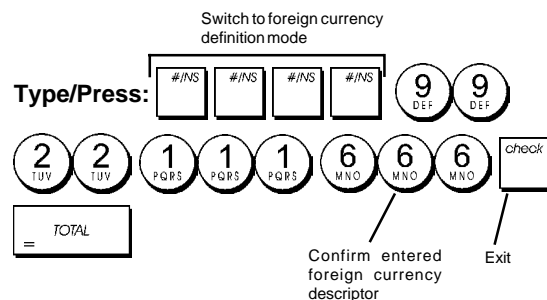 Switch to foreign currency
definition mode
Type/Press: #/NS #/NS #/NS #/NS 9 DEF 9 DEF
2 TUV 2 TUV 1 PQRS 1 PQRS 1 PQRS 6 MNO 6 MNO 6 MNO check
= TOTAL
Confirm entered
foreign currency
descriptor
Exit